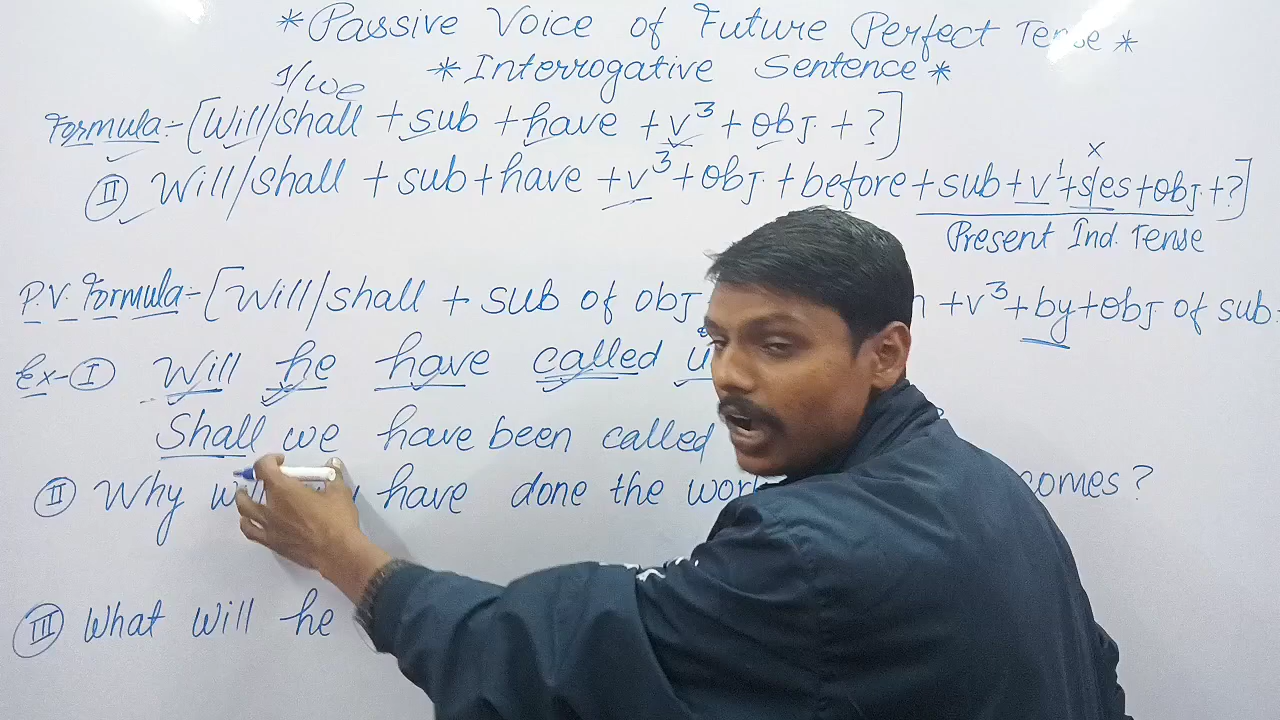 *Passive Voice of Future Perfect Tense*
*Interrogative Sentence*
I/we
Formula:- [Will/shall + sub + have + v³ + obj. + ?]
x
II Will/shall + sub + have + v³ + obj. + before + sub + v¹ + s/es + obj. + ?]
Present Ind. Tense
P.V. Formula:- [Will/shall + sub of obj + v³ + by + obj of sub.
Ex- I Will he have called
Shall we have been called
II Why have done the comes?
III What will he